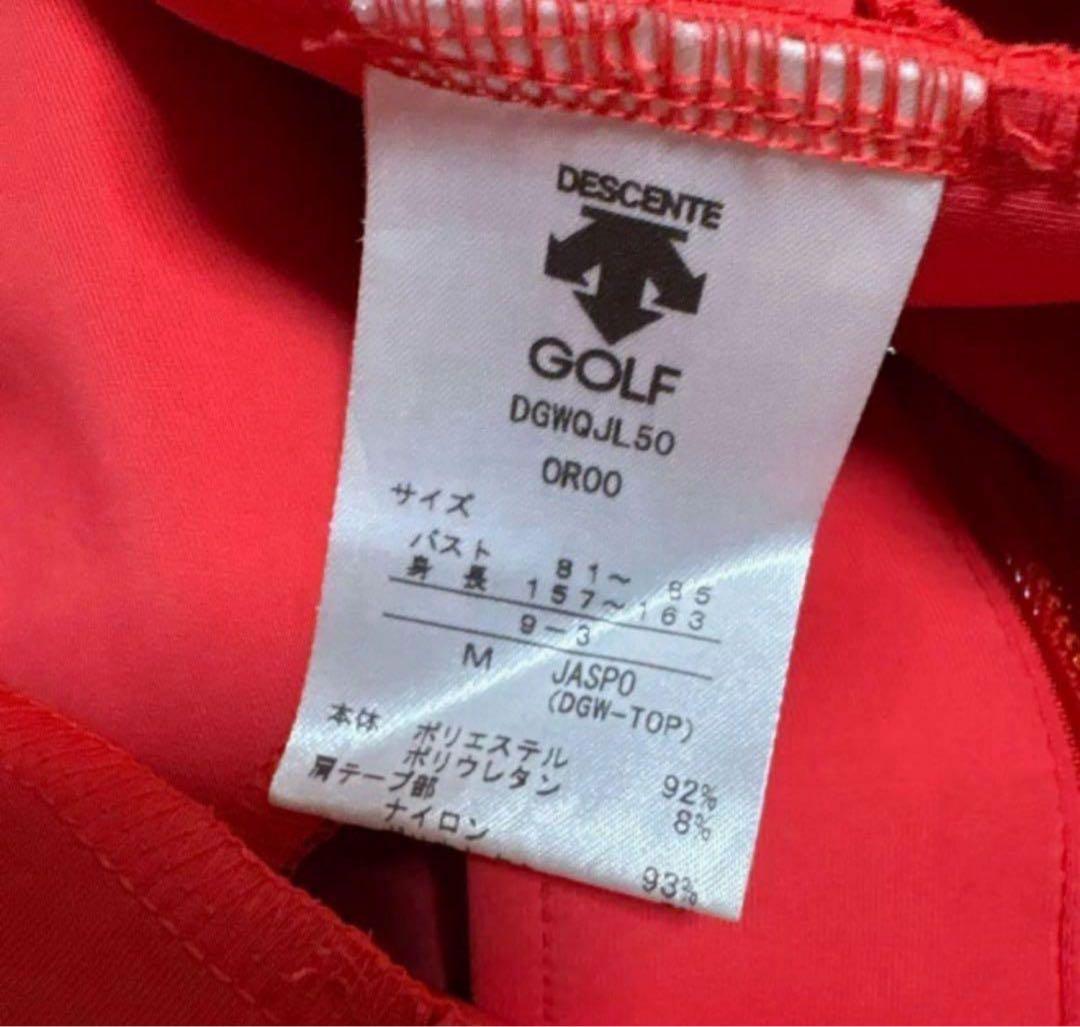 DESCENTE
GOLF
DGWQJL50
OR00
サイズ
バスト 81～ 85
身長 157～163
9-3
M JASPO
(DGW-TOP)
本体
ポリエステル 92%
ポリウレタン 8%
肩テープ部
ナイロン 93%